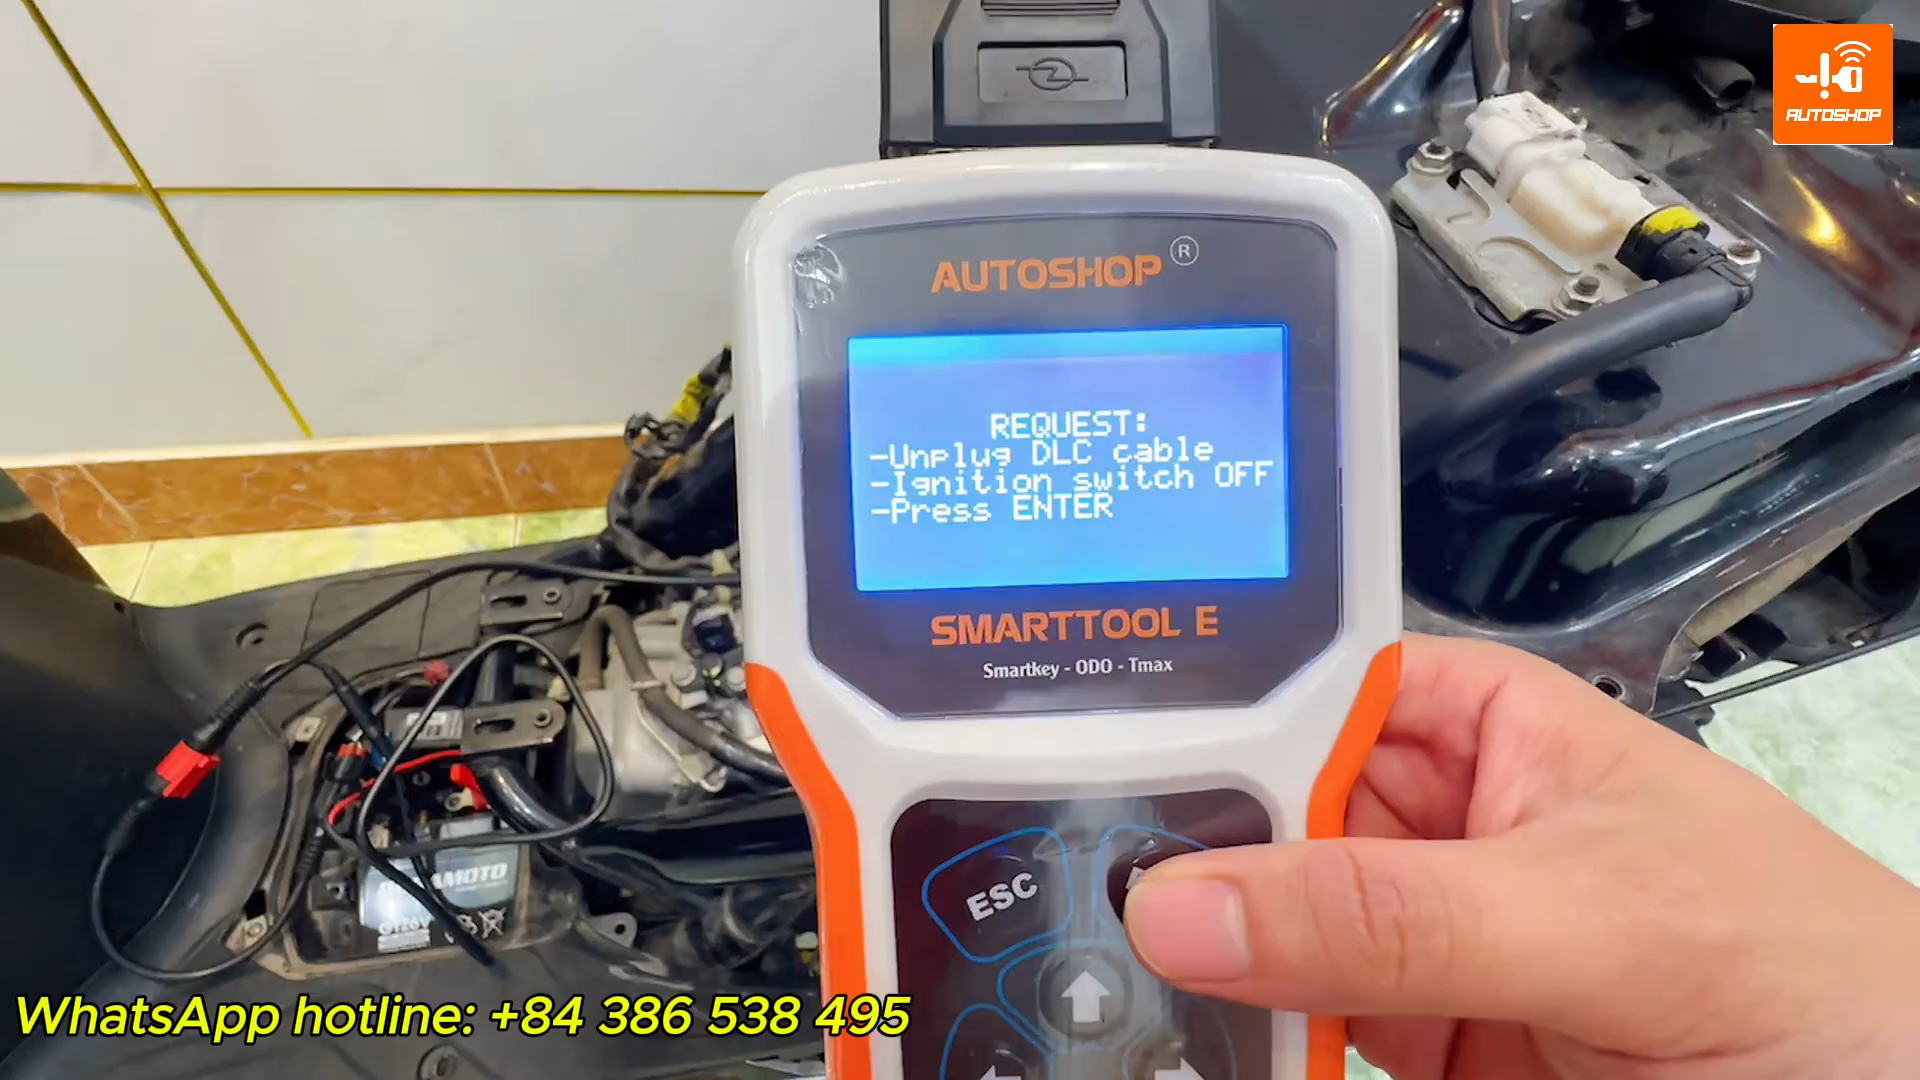 AUTOSHOP
AUTOSHOP ®
REQUEST:
-Unplug DLC cable
-Ignition switch OFF
-Press ENTER
SMARTTOOL E
Smartkey - ODO - Tmax
ESC
WhatsApp hotline: +84 386 538 495